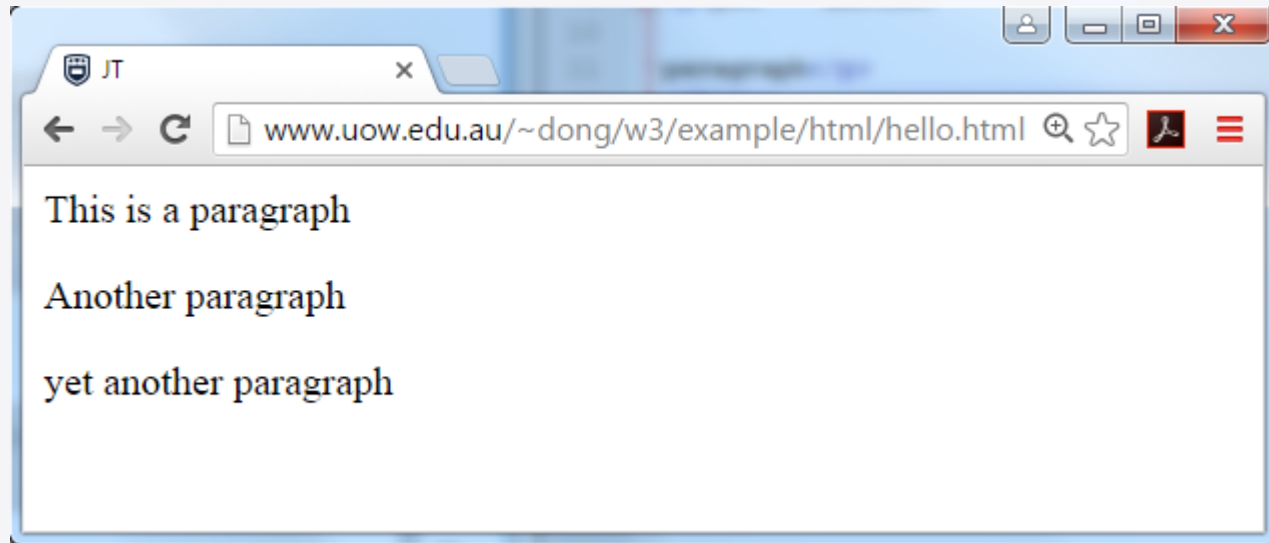 JT
www.uow.edu.au/~dong/w3/example/html/hello.html
This is a paragraph
Another paragraph
yet another paragraph